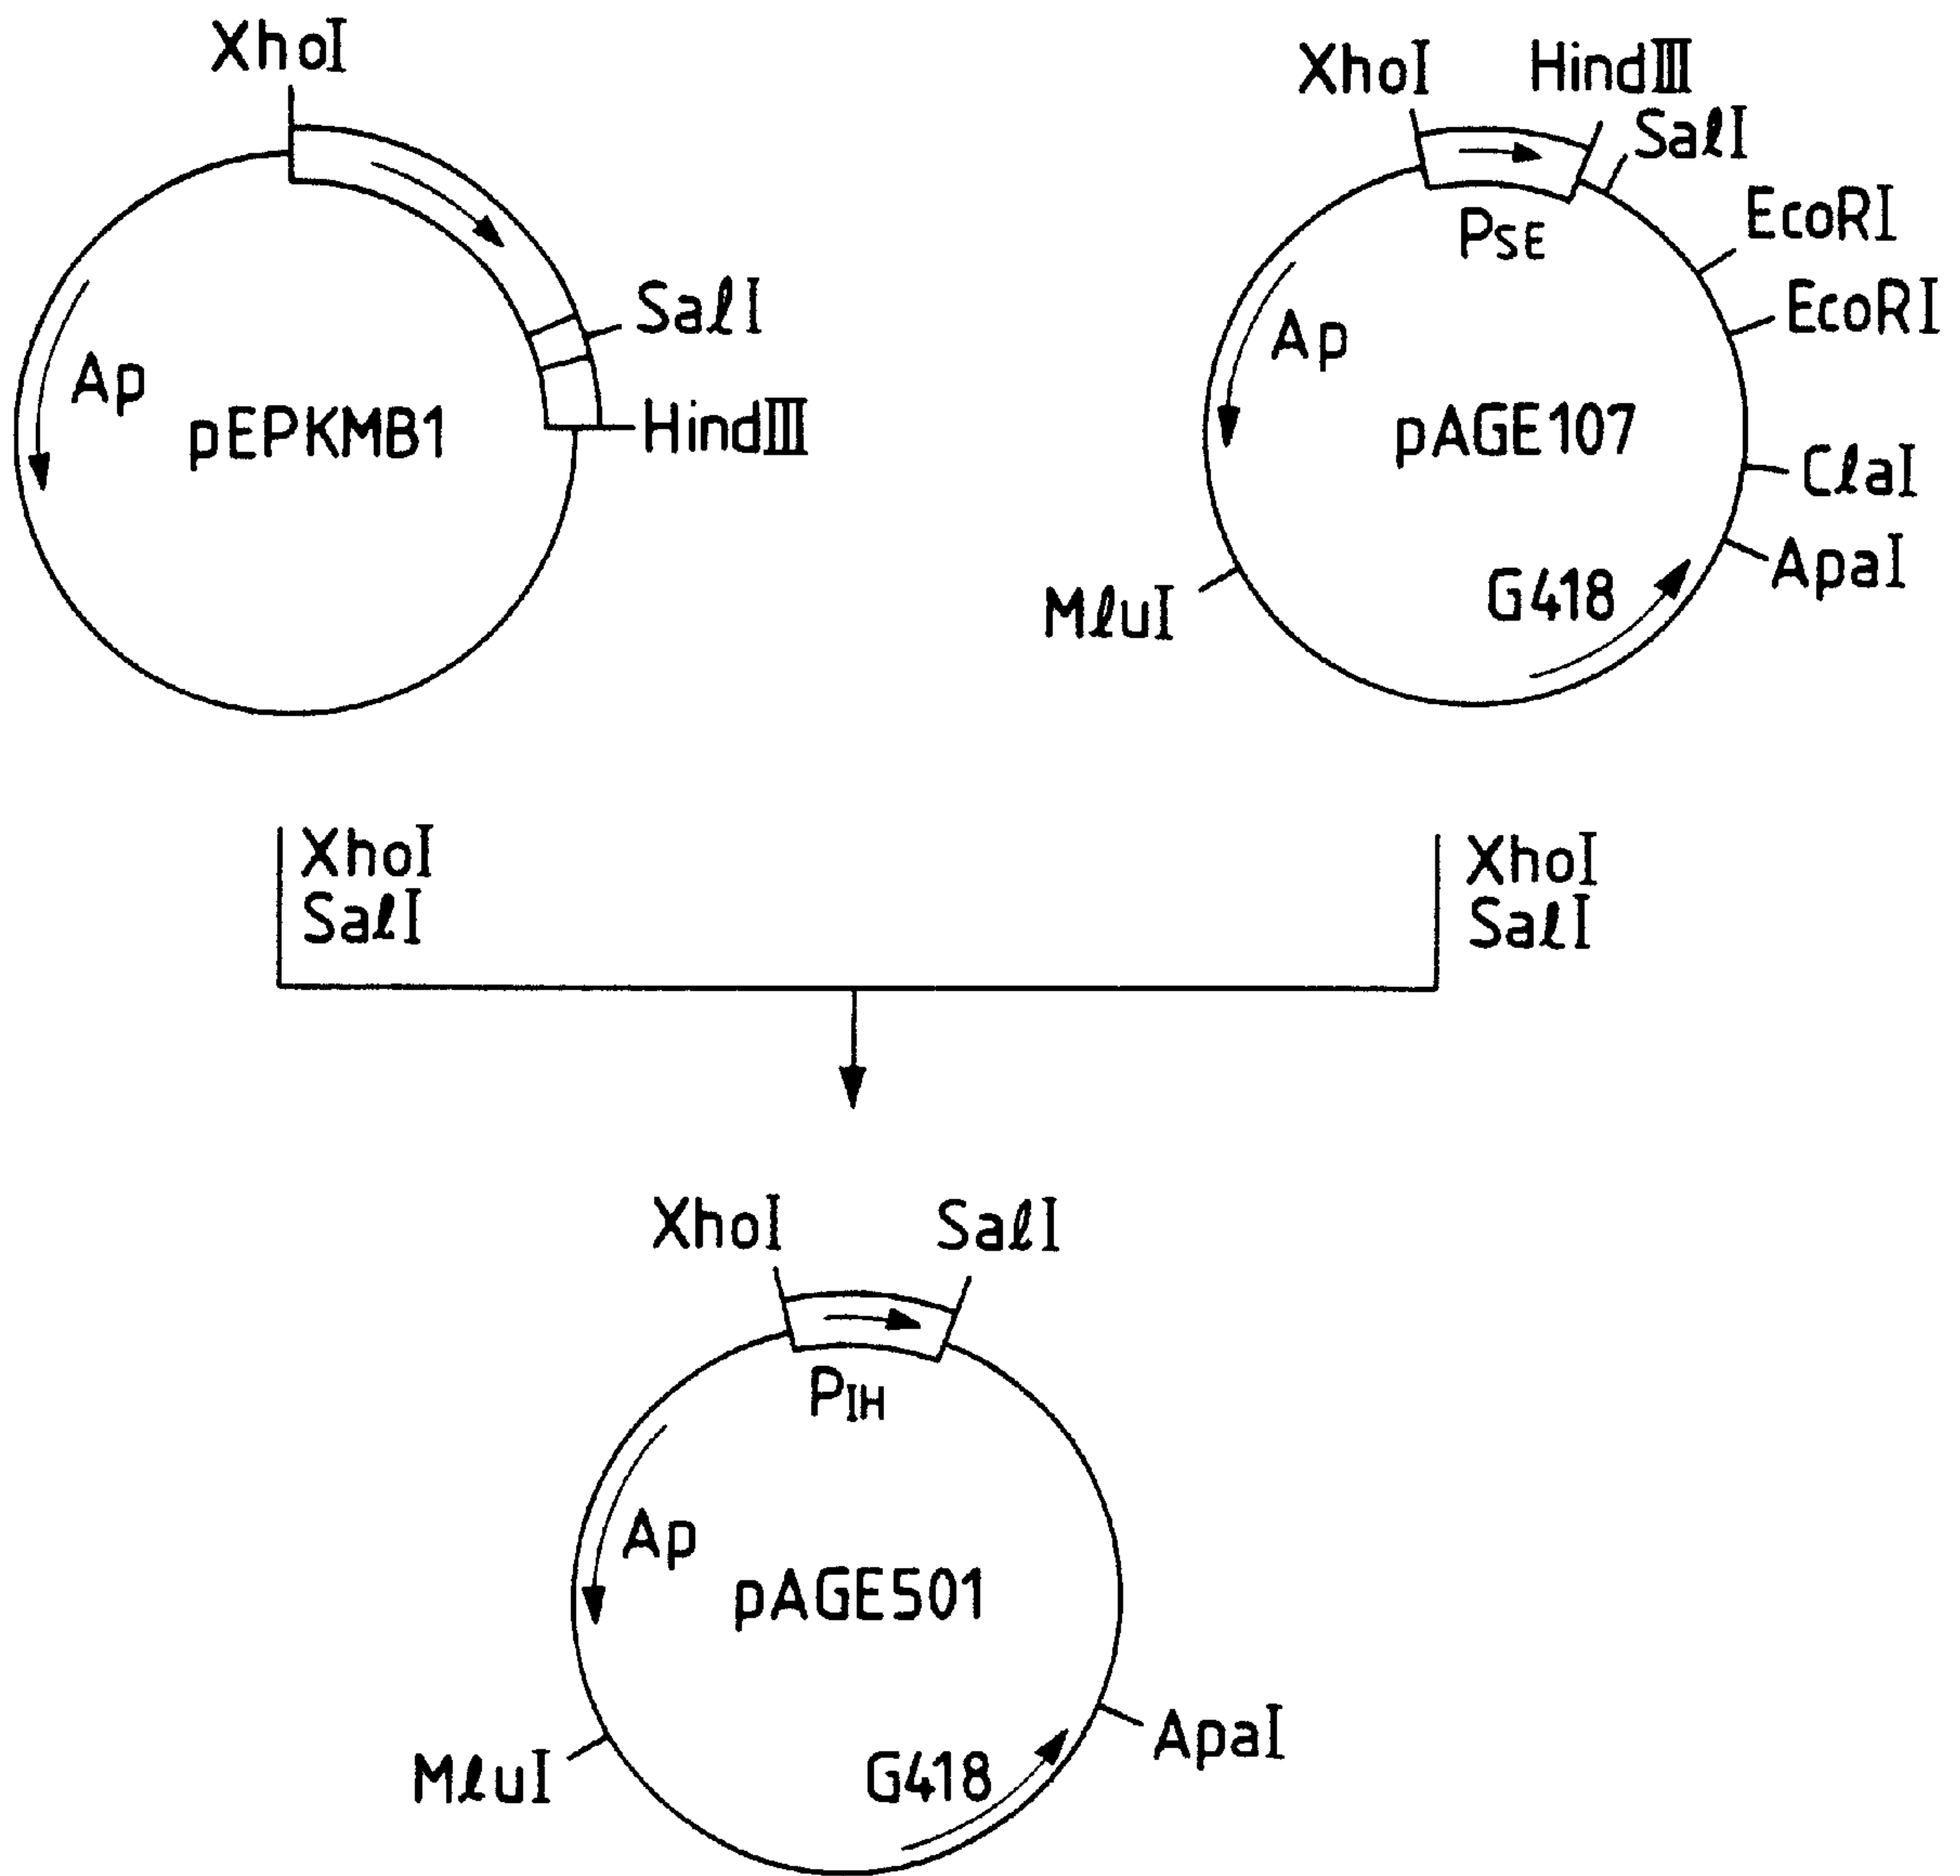 XhoI
SalI
HindIII
Ap
pEPKMB1
XhoI
HindIII
SalI
PSE
EcoRI
EcoRI
Ap
pAGE107
ClaI
ApaI
G418
MluI
XhoI
SalI
XhoI
SalI
XhoI
SalI
PIH
Ap
pAGE501
MluI
G418
ApaI